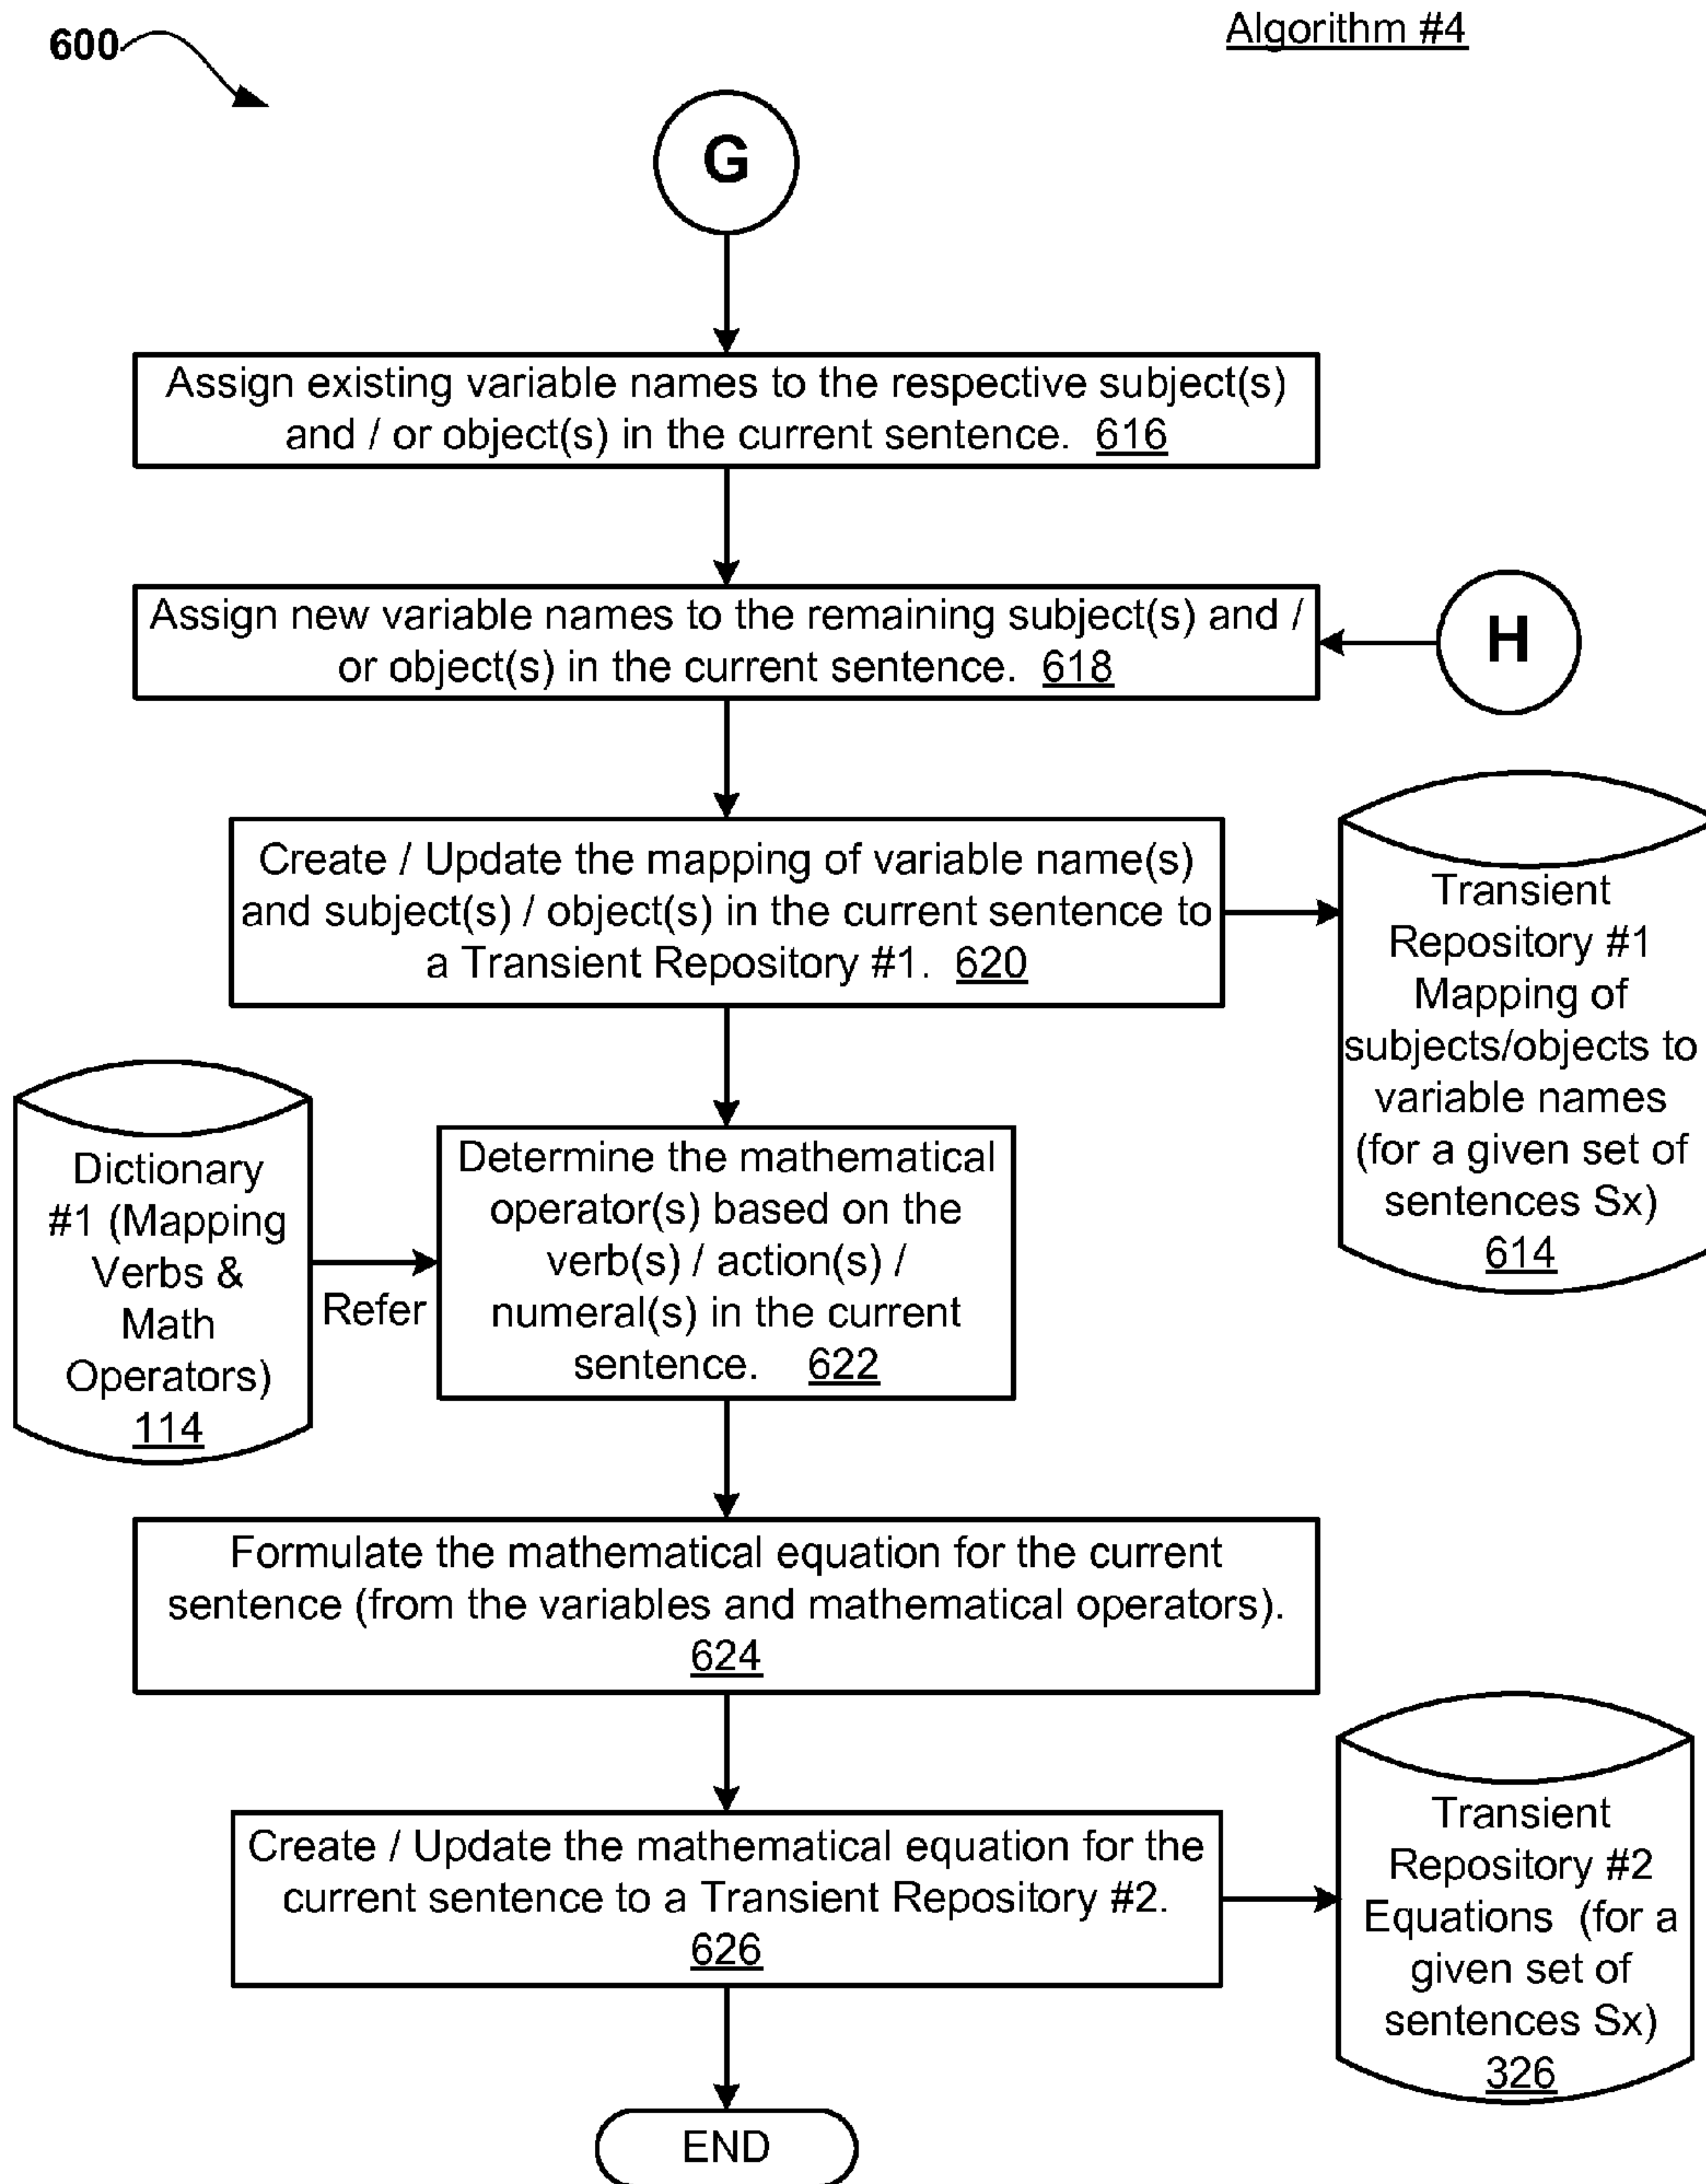 600
Algorithm #4
G
Assign existing variable names to the respective subject(s)
and / or object(s) in the current sentence. 616
Assign new variable names to the remaining subject(s) and /
or object(s) in the current sentence. 618
H
Create / Update the mapping of variable name(s)
and subject(s) / object(s) in the current sentence to
a Transient Repository #1. 620
Transient
Repository #1
Mapping of
subjects/objects to
variable names
(for a given set of
sentences Sx)
614
Dictionary
#1 (Mapping
Verbs &
Math
Operators)
114
Refer
Determine the mathematical
operator(s) based on the
verb(s) / action(s) /
numeral(s) in the current
sentence. 622
Formulate the mathematical equation for the current
sentence (from the variables and mathematical operators).
624
Create / Update the mathematical equation for the
current sentence to a Transient Repository #2.
626
Transient
Repository #2
Equations (for a
given set of
sentences Sx)
326
END